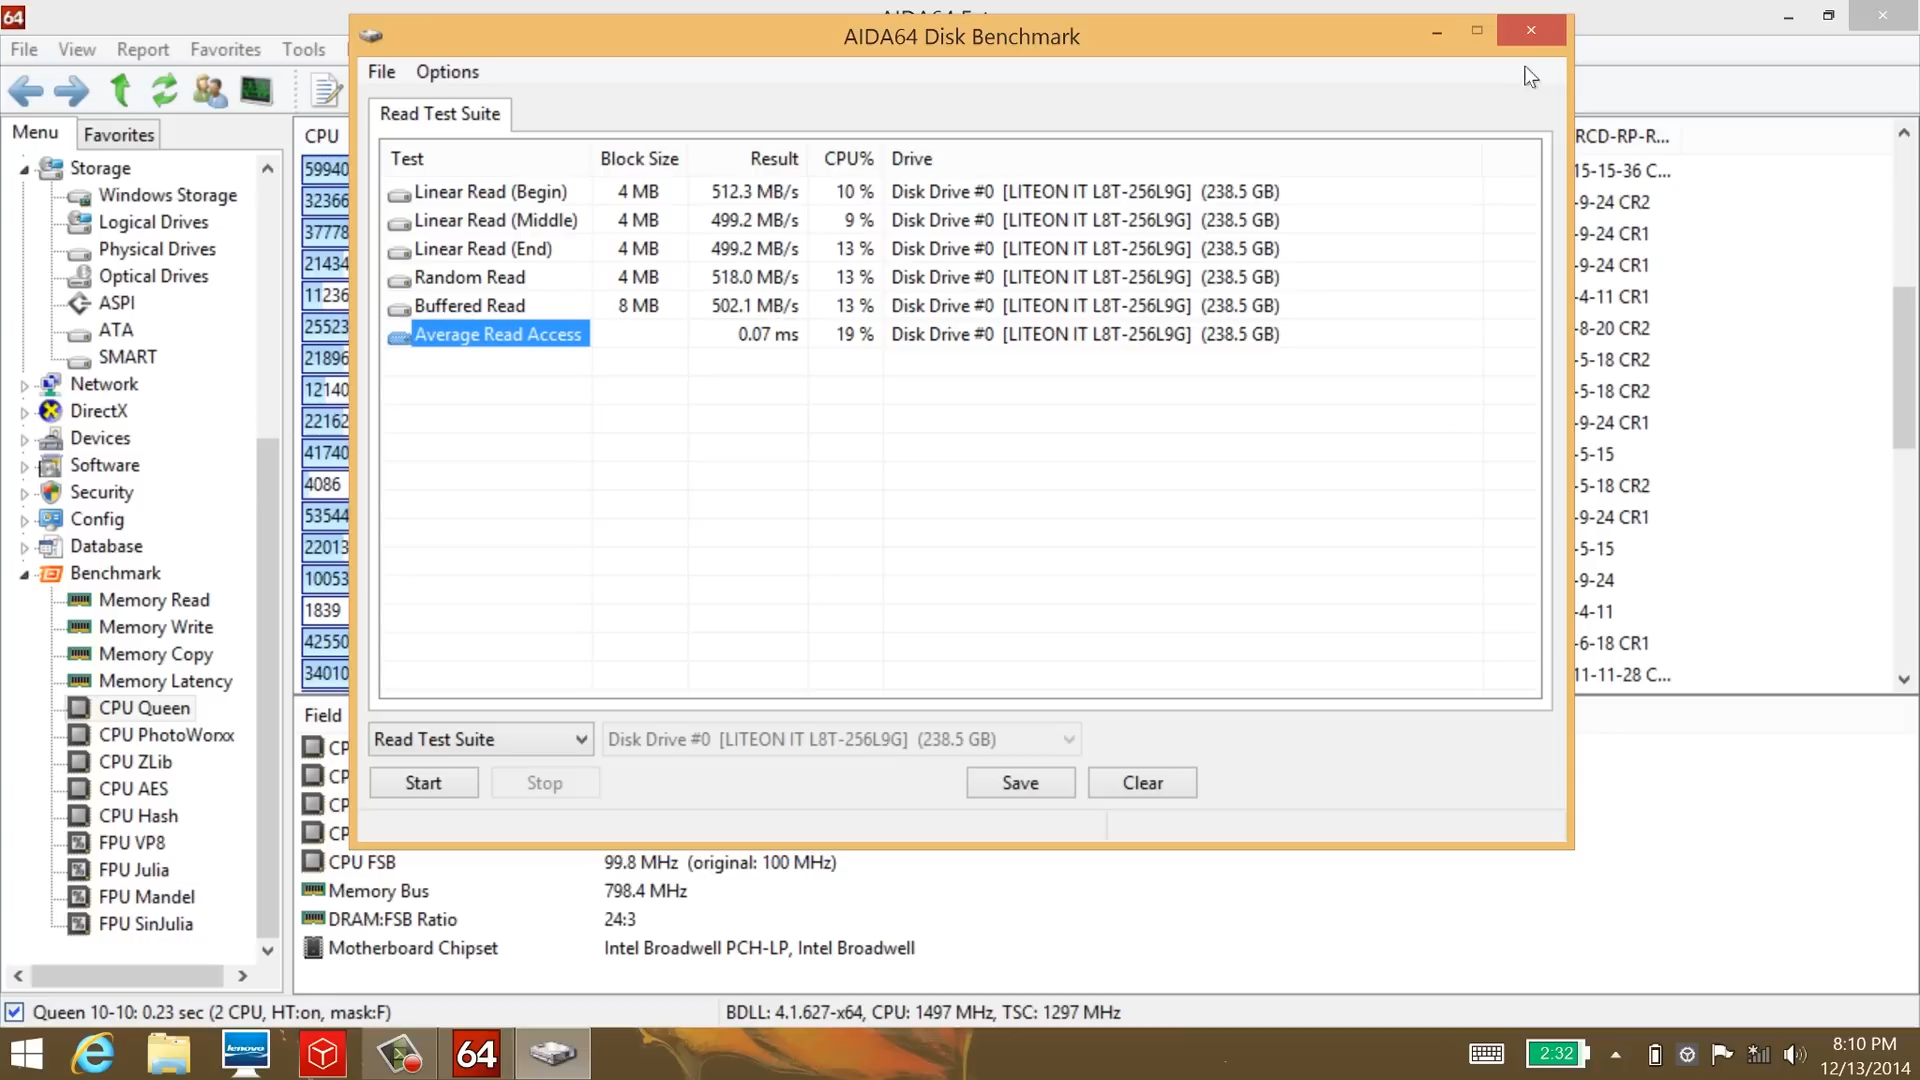 64
File View Report Favorites Tools
Menu Favorites
Storage
Windows Storage
Logical Drives
Physical Drives
Optical Drives
ASPI
ATA
SMART
Network
DirectX
Devices
Software
Security
Config
Database
Benchmark
Memory Read
Memory Write
Memory Copy
Memory Latency
CPU Queen
CPU PhotoWorxx
CPU ZLib
CPU AES
CPU Hash
FPU VP8
FPU Julia
FPU Mandel
FPU SinJulia
CPU
59940
32366
37778
21434
11236
25523
21896
12140
22162
41740
4086
53544
22013
10053
1839
42550
34010
AIDA64 Disk Benchmark
File Options
Read Test Suite
Test Block Size Result CPU% Drive
Linear Read (Begin) 4 MB 512.3 MB/s 10 % Disk Drive #0 [LITEON IT L8T-256L9G] (238.5 GB)
Linear Read (Middle) 4 MB 499.2 MB/s 9 % Disk Drive #0 [LITEON IT L8T-256L9G] (238.5 GB)
Linear Read (End) 4 MB 499.2 MB/s 13 % Disk Drive #0 [LITEON IT L8T-256L9G] (238.5 GB)
Random Read 4 MB 518.0 MB/s 13 % Disk Drive #0 [LITEON IT L8T-256L9G] (238.5 GB)
Buffered Read 8 MB 502.1 MB/s 13 % Disk Drive #0 [LITEON IT L8T-256L9G] (238.5 GB)
Average Read Access 0.07 ms 19 % Disk Drive #0 [LITEON IT L8T-256L9G] (238.5 GB)
Read Test Suite Disk Drive #0 [LITEON IT L8T-256L9G] (238.5 GB)
Start Stop Save Clear
RCD-RP-R...
15-15-36 C...
-9-24 CR2
-9-24 CR1
-9-24 CR1
-4-11 CR1
-8-20 CR2
-5-18 CR2
-5-18 CR2
-9-24 CR1
-5-15
-5-18 CR2
-9-24 CR1
-5-15
-9-24
-4-11
-6-18 CR1
11-11-28 C...
Field
CP
CP
CP
CP
CPU FSB 99.8 MHz (original: 100 MHz)
Memory Bus 798.4 MHz
DRAM:FSB Ratio 24:3
Motherboard Chipset Intel Broadwell PCH-LP, Intel Broadwell
Queen 10-10: 0.23 sec (2 CPU, HT:on, mask:F) BDLL: 4.1.627-x64, CPU: 1497 MHz, TSC: 1297 MHz
lenovo
64
2:32
8:10 PM
12/13/2014